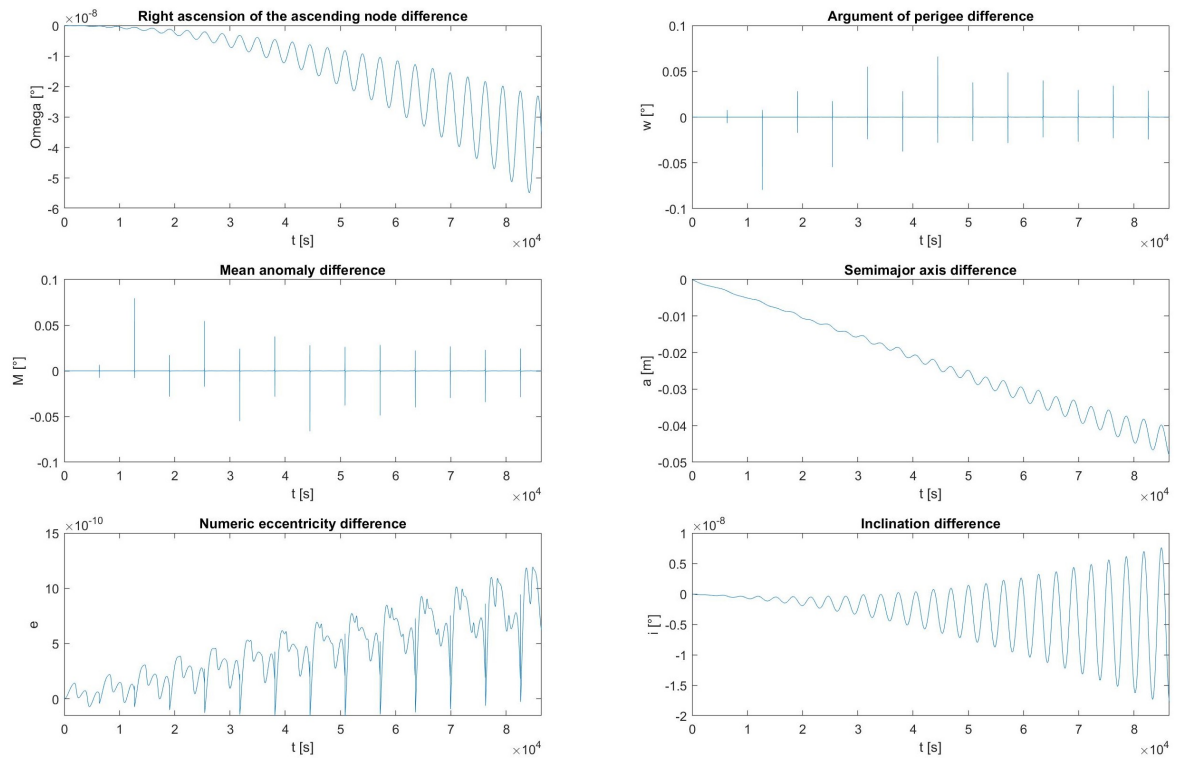 Right ascension of the ascending node difference
×10-8
0
-1
-2
-3
-4
-5
-6
Omega [°]
0 1 2 3 4 5 6 7 8
t [s]
×104
Argument of perigee difference
0.1
0.05
0
-0.05
-0.1
w [°]
0 1 2 3 4 5 6 7 8
t [s]
×104
Mean anomaly difference
0.1
0.05
0
-0.05
-0.1
M [°]
0 1 2 3 4 5 6 7 8
t [s]
×104
Semimajor axis difference
0
-0.01
-0.02
-0.03
-0.04
-0.05
a [m]
0 1 2 3 4 5 6 7 8
t [s]
×104
Numeric eccentricity difference
×10-10
15
10
5
0
e
0 1 2 3 4 5 6 7 8
t [s]
×104
Inclination difference
×10-8
1
0.5
0
-0.5
-1
-1.5
-2
i [°]
0 1 2 3 4 5 6 7 8
t [s]
×104